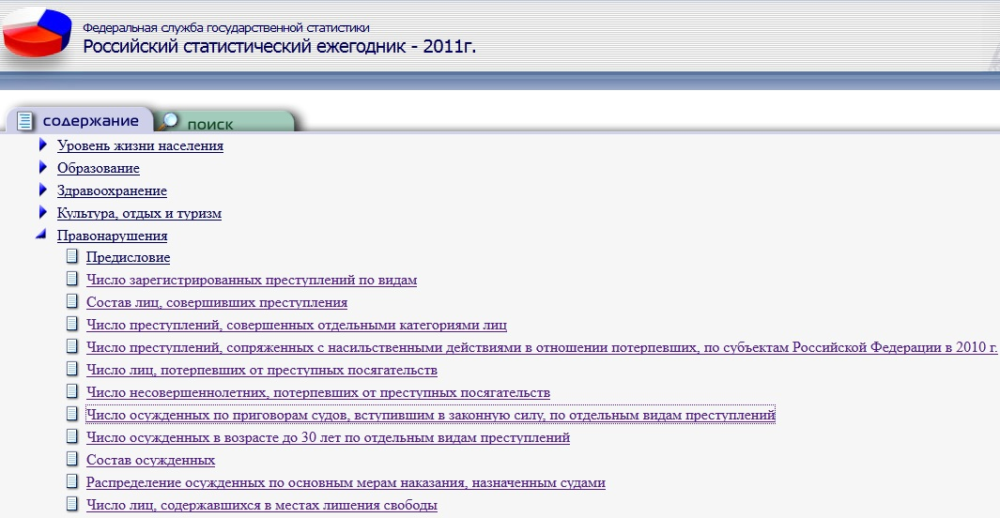 Федеральная служба государственной статистики
Российский статистический ежегодник - 2011г.
содержание
поиск
Уровень жизни населения
Образование
Здравоохранение
Культура, отдых и туризм
Правонарушения
Предисловие
Число зарегистрированных преступлений по видам
Состав лиц, совершивших преступления
Число преступлений, совершенных отдельными категориями лиц
Число преступлений, сопряженных с насильственными действиями в отношении потерпевших, по субъектам Российской Федерации в 2010 г.
Число лиц, потерпевших от преступных посягательств
Число несовершеннолетних, потерпевших от преступных посягательств
Число осужденных по приговорам судов, вступившим в законную силу, по отдельным видам преступлений
Число осужденных в возрасте до 30 лет по отдельным видам преступлений
Состав осужденных
Распределение осужденных по основным мерам наказания, назначенным судами
Число лиц, содержавшихся в местах лишения свободы